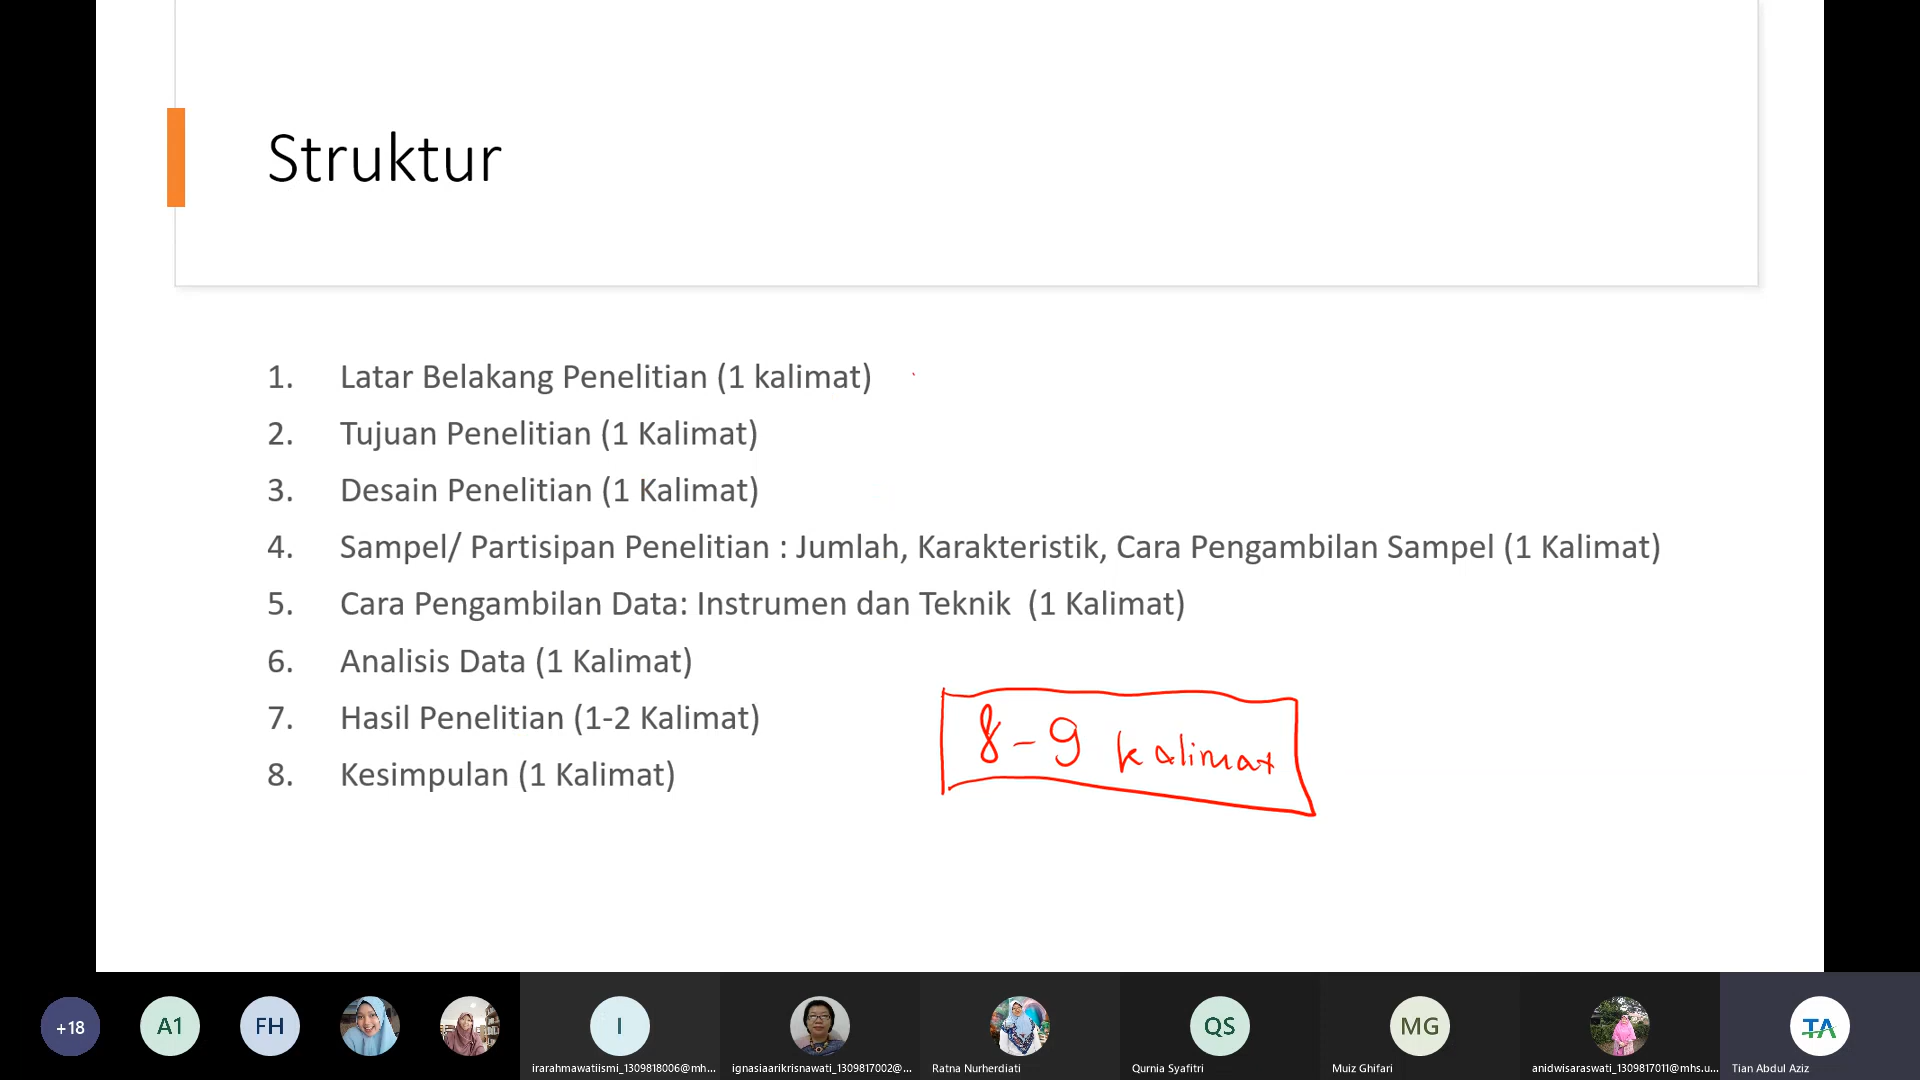 Struktur
1. Latar Belakang Penelitian (1 kalimat)
2. Tujuan Penelitian (1 Kalimat)
3. Desain Penelitian (1 Kalimat)
4. Sampel/ Partisipan Penelitian : Jumlah, Karakteristik, Cara Pengambilan Sampel (1 Kalimat)
5. Cara Pengambilan Data: Instrumen dan Teknik (1 Kalimat)
6. Analisis Data (1 Kalimat)
7. Hasil Penelitian (1-2 Kalimat)
8. Kesimpulan (1 Kalimat)
8-9 kalimat
+18 A1 FH I QS MG TA
irarahmawatiismi_1309818006@mh... ignasiaarikrisnawati_1309817002@... Ratna Nurherdiati Qurnia Syafitri Muiz Ghifari anidwisaraswati_1309817011@mhs.u... Tian Abdul Aziz